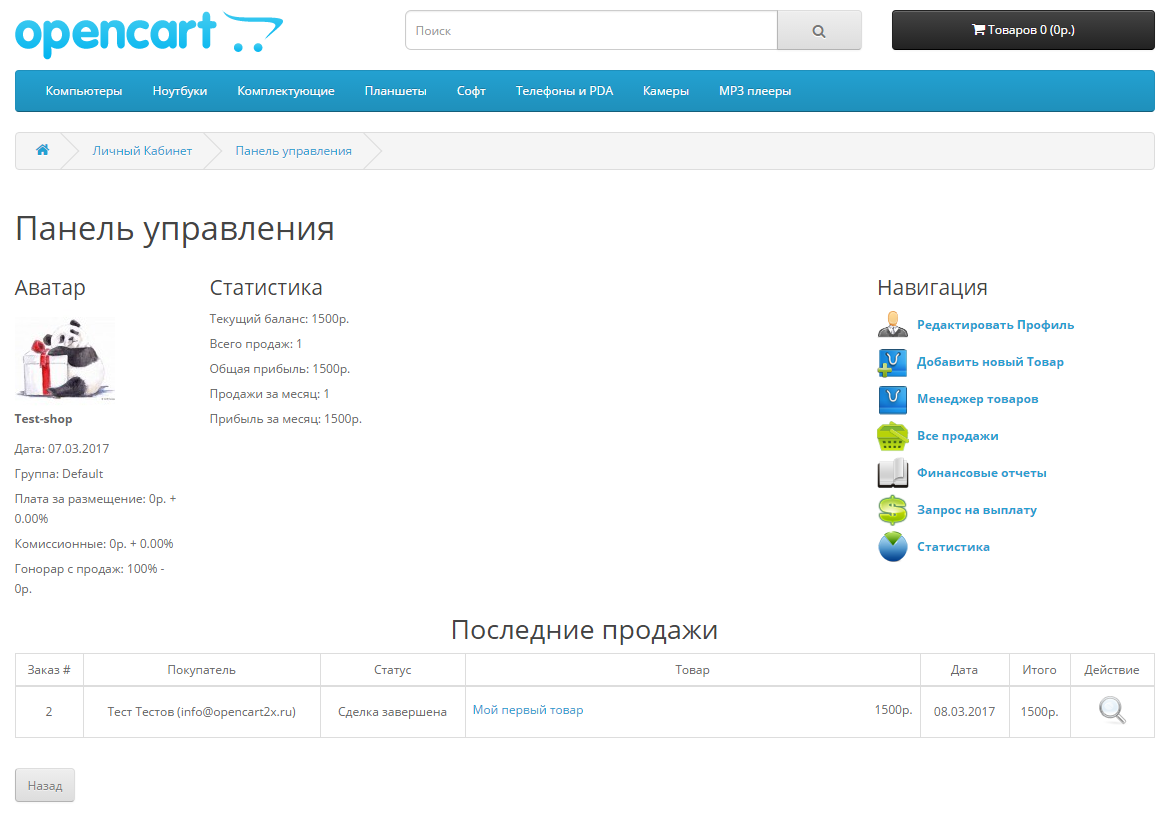 opencart
Поиск
Товаров 0 (0р.)
Компьютеры Ноутбуки Комплектующие Планшеты Софт Телефоны и PDA Камеры MP3 плееры
Личный Кабинет Панель управления
Панель управления
Аватар
Test-shop
Дата: 07.03.2017
Группа: Default
Плата за размещение: 0р. +
0.00%
Комиссионные: 0р. + 0.00%
Гонорар с продаж: 100% -
0р.
Статистика
Текущий баланс: 1500р.
Всего продаж: 1
Общая прибыль: 1500р.
Продажи за месяц: 1
Прибыль за месяц: 1500р.
Навигация
Редактировать Профиль
Добавить новый Товар
Менеджер товаров
Все продажи
Финансовые отчеты
Запрос на выплату
Статистика
Последние продажи
Заказ # Покупатель Статус Товар Дата Итого Действие
2 Тест Тестов (info@opencart2x.ru) Сделка завершена Мой первый товар 1500р. 08.03.2017 1500р.
Назад